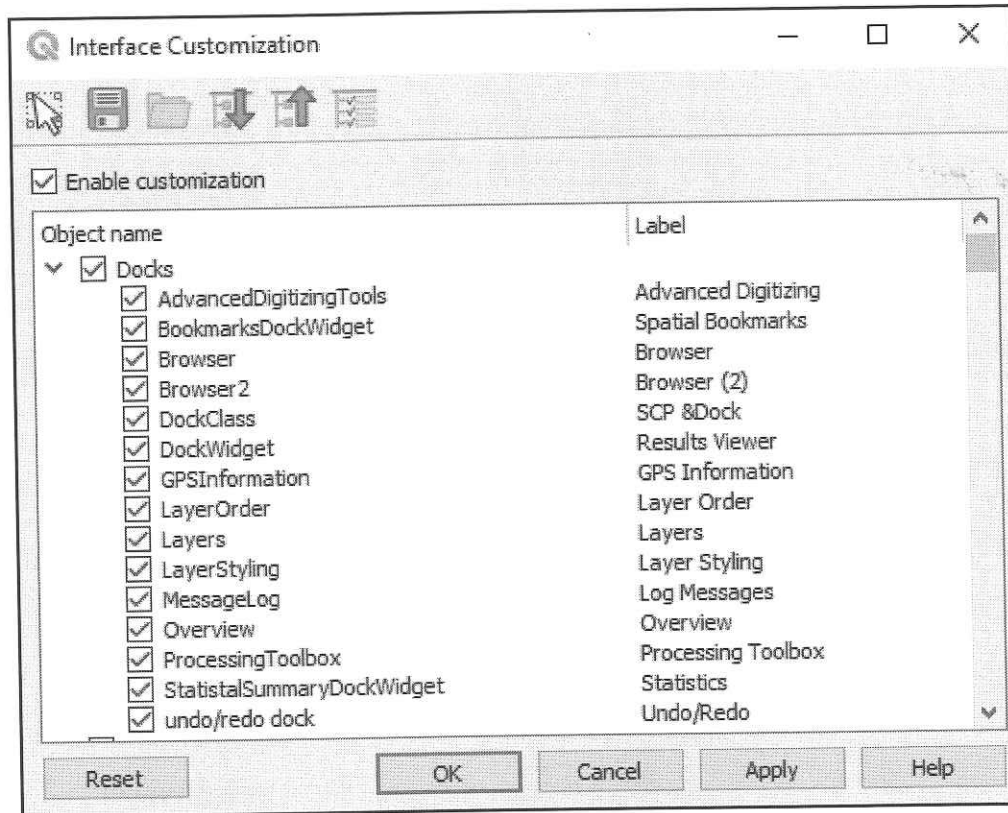 Interface Customization
Enable customization
Object name Label
Docks
AdvancedDigitizingTools Advanced Digitizing
BookmarksDockWidget Spatial Bookmarks
Browser Browser
Browser2 Browser (2)
DockClass SCP &Dock
DockWidget Results Viewer
GPSInformation GPS Information
LayerOrder Layer Order
Layers Layers
LayerStyling Layer Styling
MessageLog Log Messages
Overview Overview
ProcessingToolbox Processing Toolbox
StatistalSummaryDockWidget Statistics
undo/redo dock Undo/Redo
Reset OK Cancel Apply Help